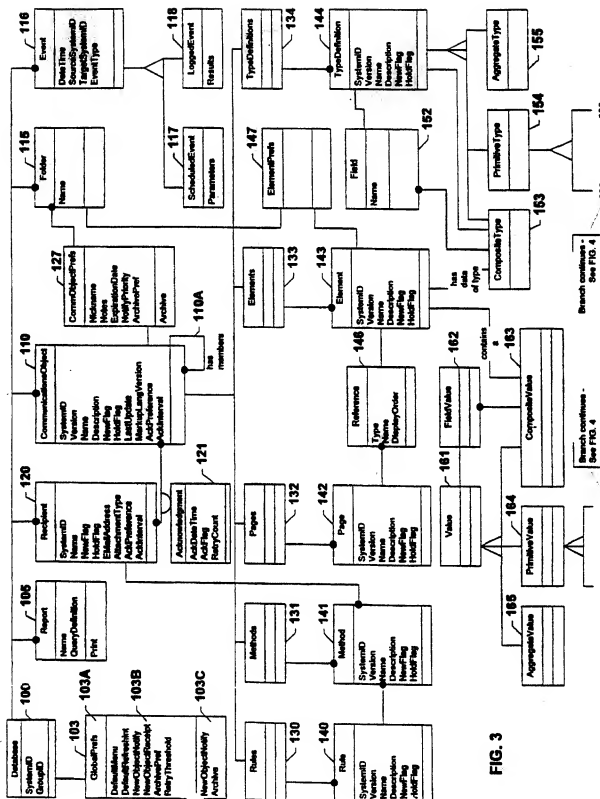 100
Database
SystemID
GroupID
103
103A
GlobalPrefs
DefaultMenu
DefaultRefreshInt
NewObjectNotify
103B
NewObjectReceipt
ArchivePref
RetryThreshold
103C
NewObjectNotify
Archive
105
Report
Name
QueryDefinition
Print
120
Recipient
SystemID
Name
NewFlag
HoldFlag
EMailAddress
AttachmentType
AckPreference
AckInterval
121
Acknowledgment
AckDateTime
AckFlag
RetryCount
110
CommunicationsObject
SystemID
Version
Name
Description
NewFlag
HoldFlag
LastUpdate
MarkupLangVersion
AckPreference
AckInterval
110A
has
members
127
CommObjectPrefs
Nickname
Notes
ExpirationDate
NotifyPriority
ArchivePref
Archive
115
Folder
Name
116
Event
DateTime
SourceSystemID
TargetSystemID
EventType
117
ScheduledEvent
Parameters
118
LoggedEvent
Results
130
Rules
131
Methods
132
Pages
133
Elements
147
ElementPrefs
134
TypeDefinitions
140
Rule
SystemID
Version
Name
Description
NewFlag
HoldFlag
141
Method
SystemID
Version
Name
Description
NewFlag
HoldFlag
142
Page
SystemID
Version
Name
Description
NewFlag
HoldFlag
146
Reference
Type
Name
DisplayOrder
143
Element
SystemID
Version
Name
Description
NewFlag
HoldFlag
152
Field
Name
144
TypeDefinition
SystemID
Version
Name
Description
NewFlag
HoldFlag
has
data
of type
contains
a
161
Value
162
FieldValue
163
CompositeValue
164
PrimitiveValue
165
AggregateValue
153
CompositeType
154
PrimitiveType
155
AggregateType
Branch continues -
See FIG. 4
Branch continues -
See FIG. 4
FIG. 3